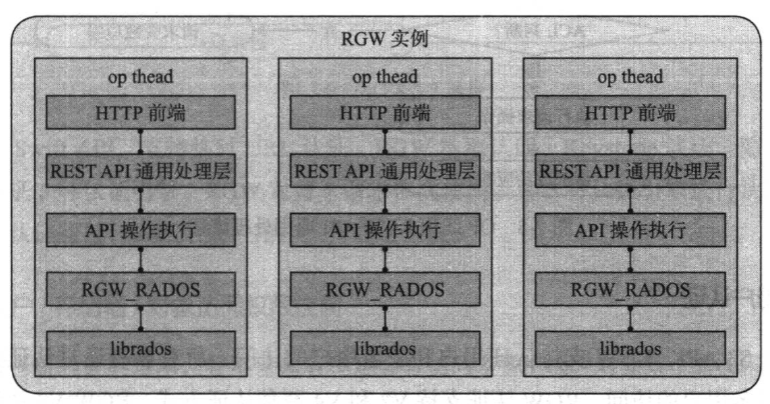 RGW 实例
op thead
HTTP 前端
REST API 通用处理层
API 操作执行
RGW_RADOS
librados
op thead
HTTP 前端
REST API 通用处理层
API 操作执行
RGW_RADOS
librados
op thead
HTTP 前端
REST API 通用处理层
API 操作执行
RGW_RADOS
librados